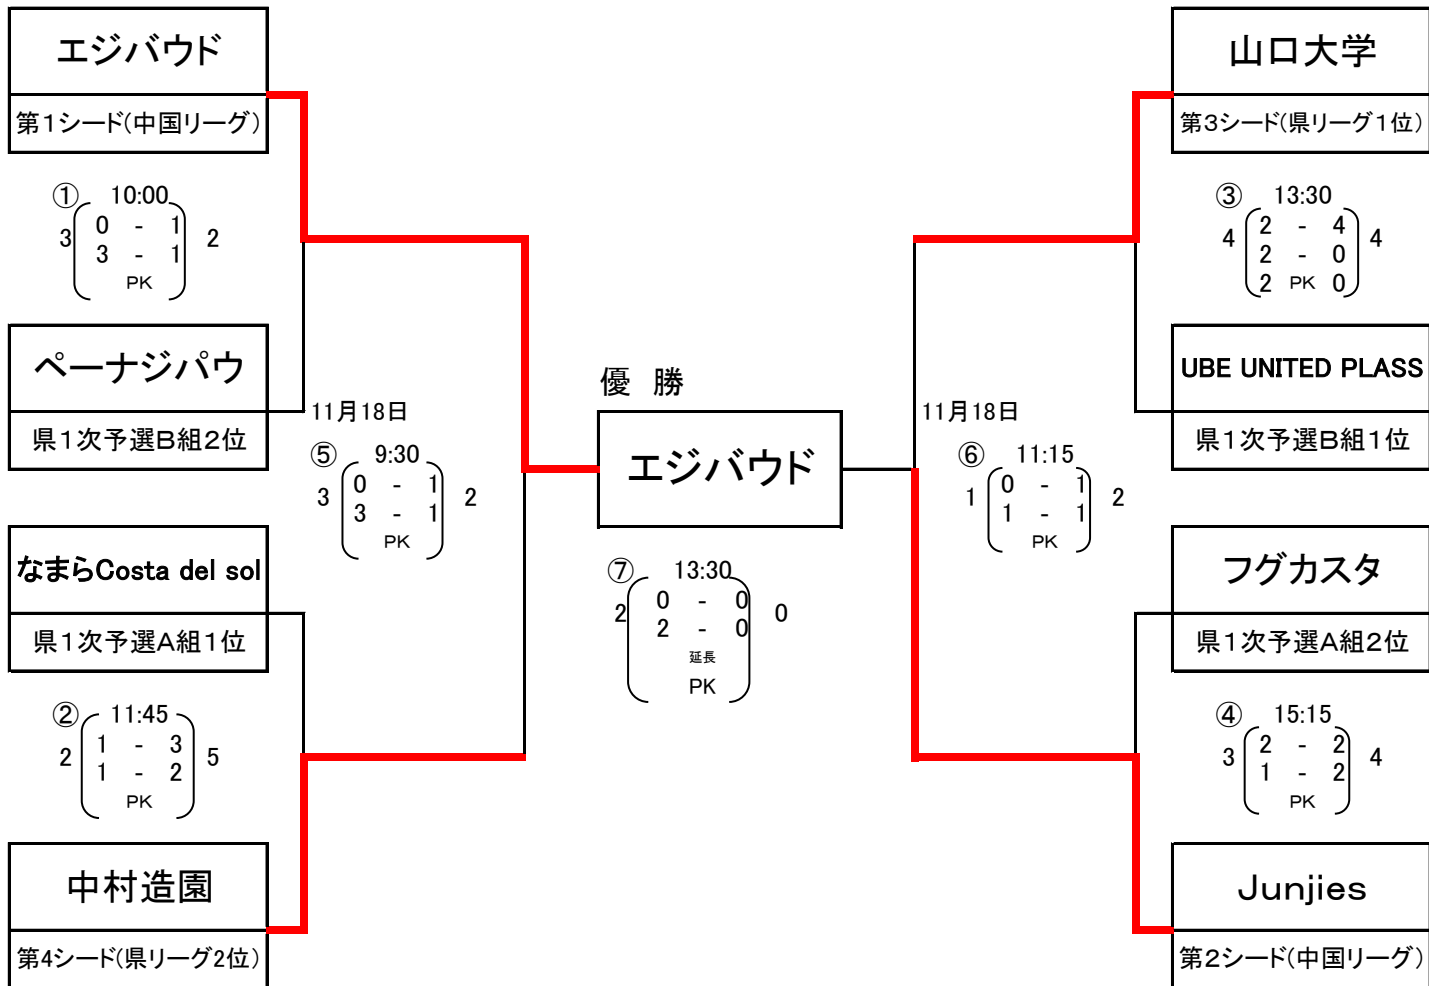 エジバウド
第1シード(中国リーグ)
① 10:00
3 0 - 1 2
3 - 1
PK
ペーナジパウ
県1次予選B組2位
11月18日
⑤ 9:30
3 0 - 1 2
3 - 1
PK
なまらCosta del sol
県1次予選A組1位
② 11:45
2 1 - 3 5
1 - 2
PK
中村造園
第4シード(県リーグ2位)
優 勝
エジバウド
⑦ 13:30
2 0 - 0 0
2 - 0
延長
PK
山口大学
第3シード(県リーグ1位)
③ 13:30
4 2 - 4 4
2 - 0
2 PK 0
UBE UNITED PLASS
県1次予選B組1位
11月18日
⑥ 11:15
1 0 - 1 2
1 - 1
PK
フグカスタ
県1次予選A組2位
④ 15:15
3 2 - 2 4
1 - 2
PK
Junjies
第2シード(中国リーグ)